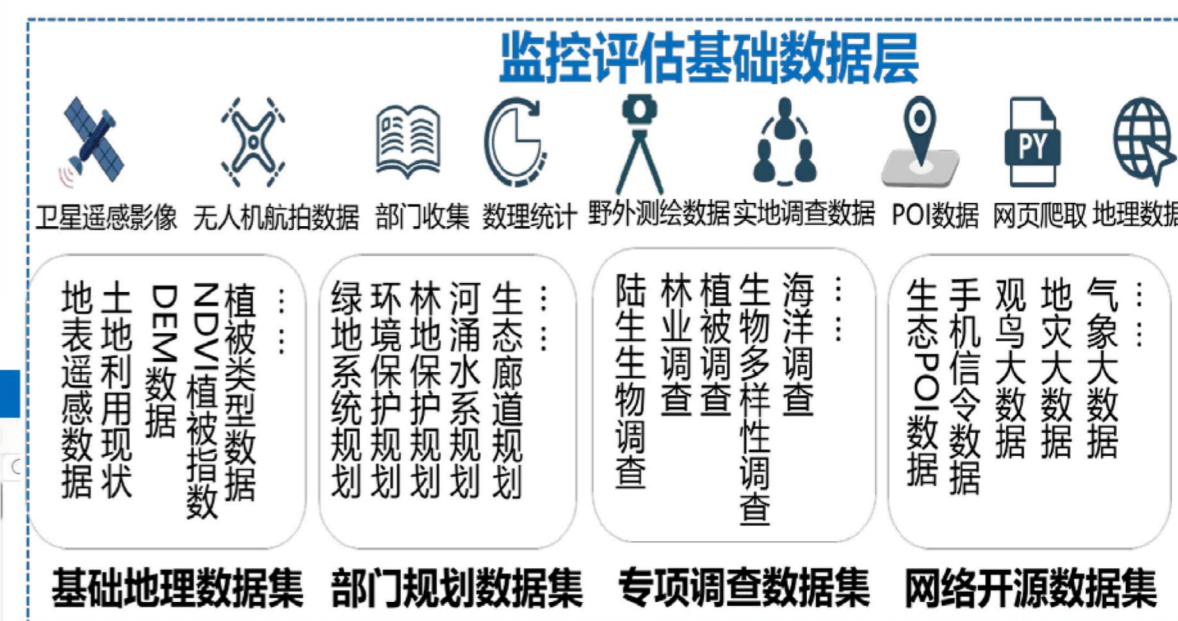 监控评估基础数据层
卫星遥感影像
无人机航拍数据
部门收集
数理统计
野外测绘数据
实地调查数据
POI数据
PY
网页爬取
地理数据
地表遥感数据
土地利用现状
DEM数据
NDVI植被指数
植被类型数据
……
绿地系统规划
环境保护规划
林地保护规划
河涌水系规划
生态廊道规划
……
陆生生物调查
林业调查
植被调查
生物多样性调查
海洋调查
……
生态POI数据
手机信令数据
观鸟大数据
地灾大数据
气象大数据
……
基础地理数据集
部门规划数据集
专项调查数据集
网络开源数据集